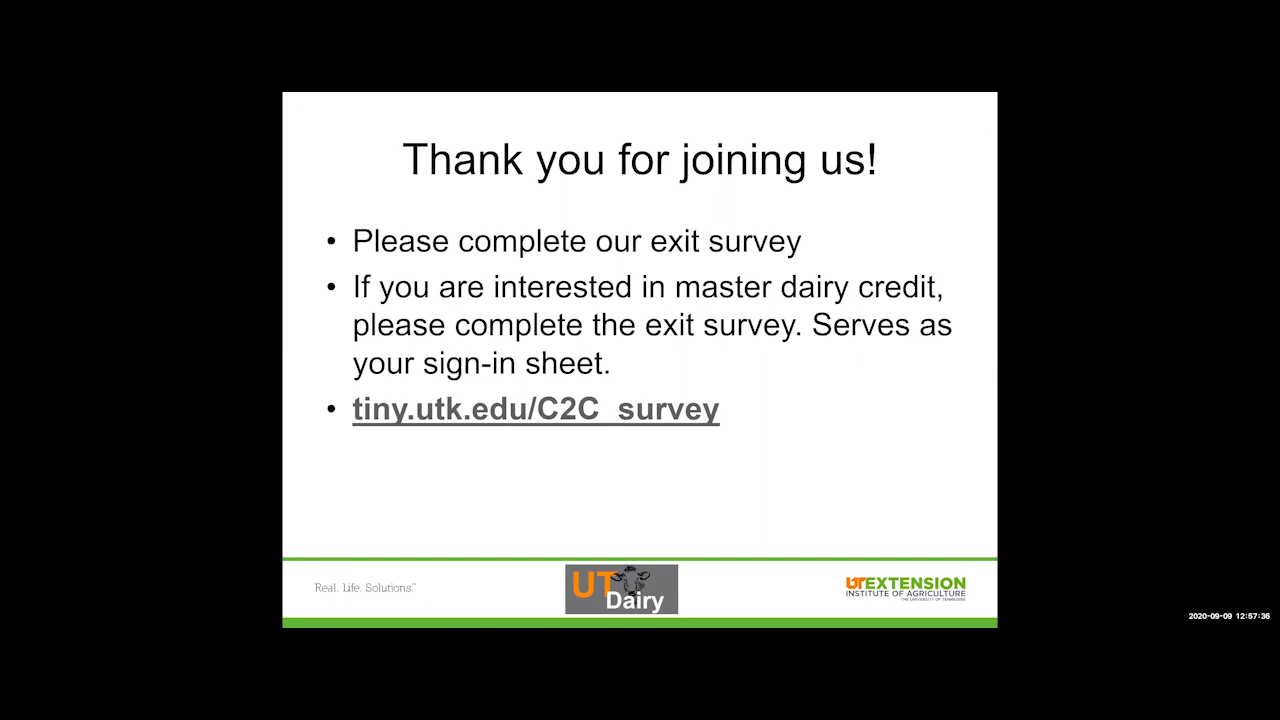 Thank you for joining us!
• Please complete our exit survey
• If you are interested in master dairy credit,
please complete the exit survey. Serves as
your sign-in sheet.
• tiny.utk.edu/C2C_survey
Real. Life. Solutions.™
UT
Dairy
UT EXTENSION
INSTITUTE OF AGRICULTURE
THE UNIVERSITY OF TENNESSEE
2020-09-09 12:57:36